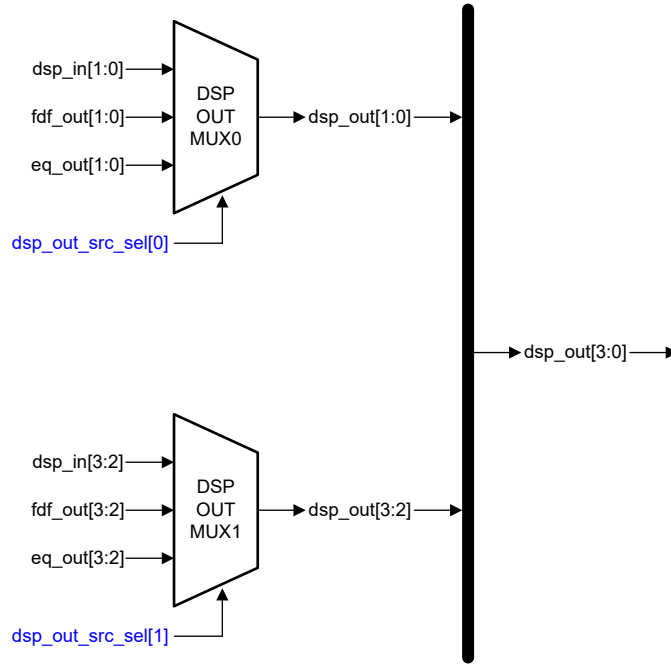 dsp_in[1:0]
fdf_out[1:0]
eq_out[1:0]
DSP
OUT
MUX0
dsp_out[1:0]
dsp_out_src_sel[0]
dsp_out[3:0]
dsp_in[3:2]
fdf_out[3:2]
eq_out[3:2]
DSP
OUT
MUX1
dsp_out[3:2]
dsp_out_src_sel[1]